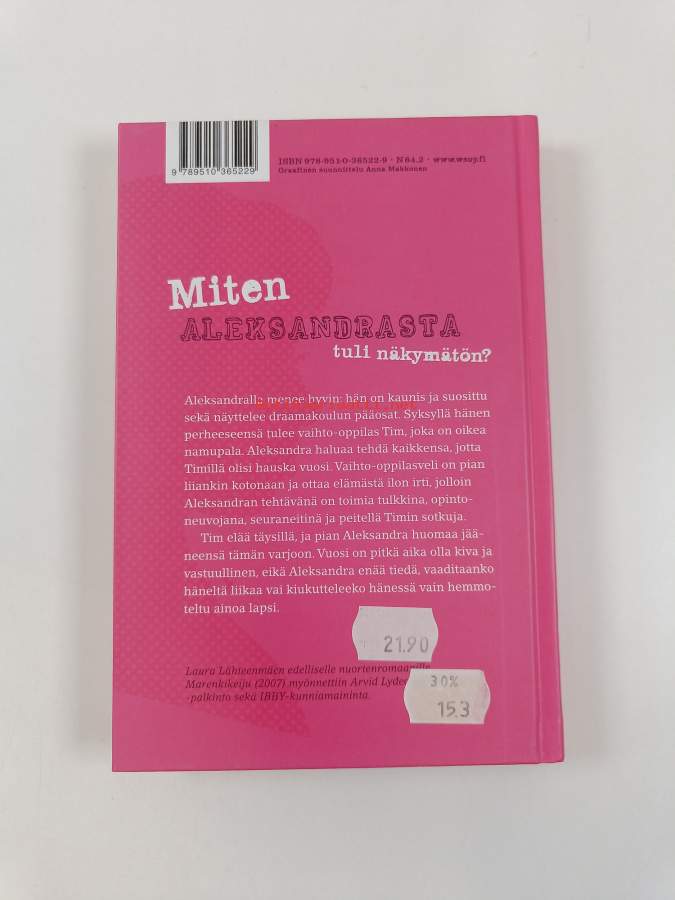 ISBN 978-951-0-36522-9 · N 84.2 · www.wsoy.fi
Graafinen suunnittelu Anna Makkonen
9 789510 365229
Miten
ALEKSANDRASTA
tuli näkymätön?
Aleksandralla menee hyvin: hän on kaunis ja suosittu
sekä näyttelee draamakoulun pääosat. Syksyllä hänen
perheeseensä tulee vaihto-oppilas Tim, joka on oikea
namupala. Aleksandra haluaa tehdä kaikkensa, jotta
Timillä olisi hauska vuosi. Vaihto-oppilasveli on pian
liiankin kotonaan ja ottaa elämästä ilon irti, jolloin
Aleksandran tehtävänä on toimia tulkkina, opinto-
neuvojana, seuraneitinä ja peitellä Timin sotkuja.
Tim elää täysillä, ja pian Aleksandra huomaa jää-
neensä tämän varjoon. Vuosi on pitkä aika olla kiva ja
vastuullinen, eikä Aleksandra enää tiedä, vaaditaanko
häneltä liikaa vai kiukutteleeko hänessä vain hemmo-
teltu ainoa lapsi.
21.90
Laura Lähteenmäen edelliselle nuortenromaanille
Marenkikeiju (2007) myönnettiin Arvid Lyde
-palkinto sekä IBBY-kunniamaininta.
30%
15.3